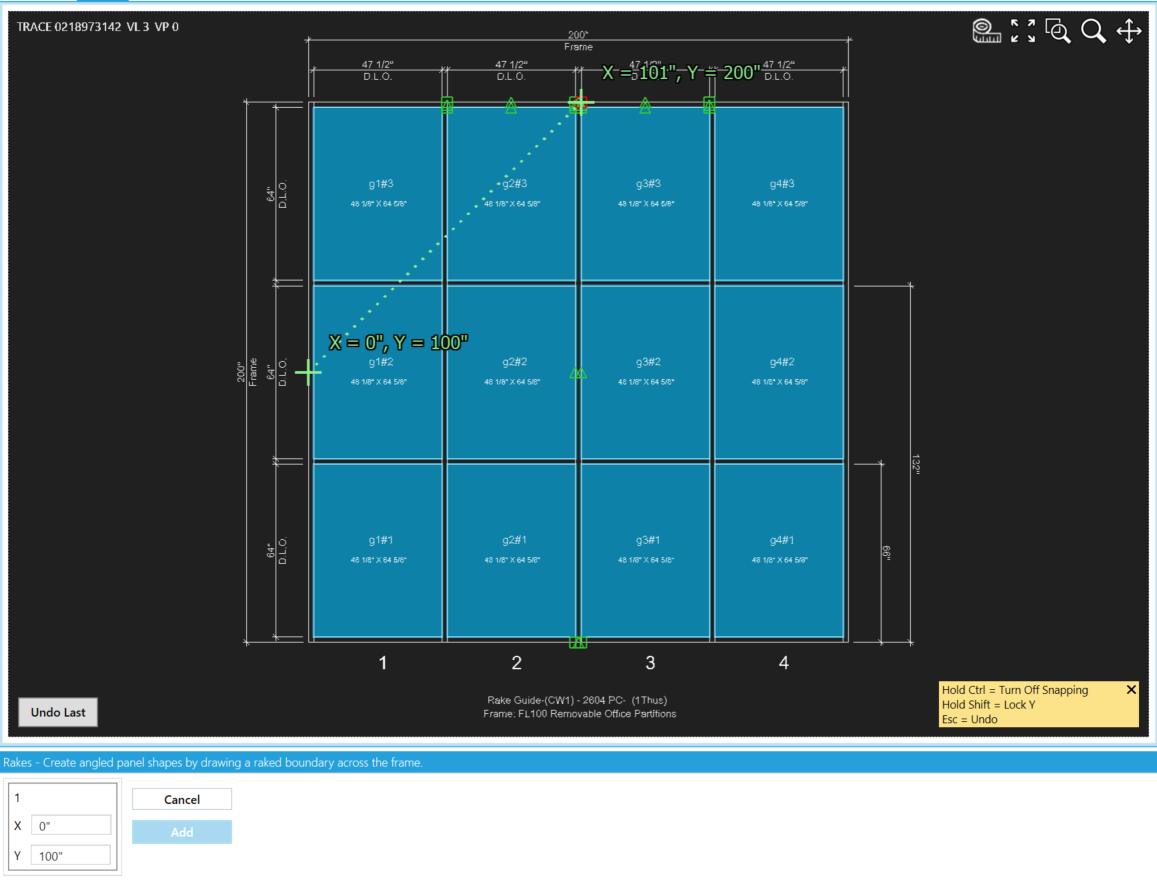 TRACE 0218973142 VL 3 VP 0
200"
Frame
47 1/2"
D.L.O.
47 1/2"
D.L.O.
47 1/2"
D.L.O.
47 1/2"
D.L.O.
X = 101", Y = 200"
64"
D.L.O.
g1#3
48 1/8" X 64 5/8"
g2#3
48 1/8" X 64 5/8"
g3#3
48 1/8" X 64 5/8"
g4#3
48 1/8" X 64 5/8"
X = 0", Y = 100"
200"
Frame
64"
D.L.O.
g1#2
48 1/8" X 64 5/8"
g2#2
48 1/8" X 64 5/8"
g3#2
48 1/8" X 64 5/8"
g4#2
48 1/8" X 64 5/8"
132"
64"
D.L.O.
g1#1
48 1/8" X 64 5/8"
g2#1
48 1/8" X 64 5/8"
g3#1
48 1/8" X 64 5/8"
g4#1
48 1/8" X 64 5/8"
66"
1 2 3 4
Rake Guide-(CW1) - 2604 PC- (1Thus)
Frame: FL100 Removable Office Partitions
Undo Last
Hold Ctrl = Turn Off Snapping
Hold Shift = Lock Y
Esc = Undo
Rakes - Create angled panel shapes by drawing a raked boundary across the frame.
1
X 0"
Y 100"
Cancel
Add